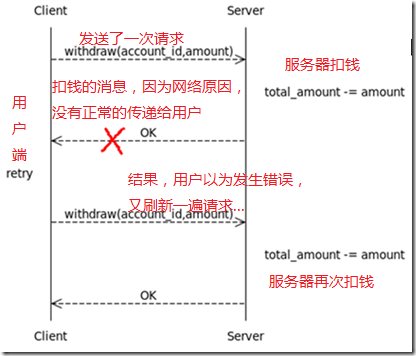 Client Server
发送了一次请求
withdraw(account_id,amount)
服务器扣钱
扣钱的消息，因为网络原因，
没有正常的传递给用户
total_amount -= amount
OK
用
户
端
retry
结果，用户以为发生错误，
又刷新一遍请求...
withdraw(account_id,amount)
total_amount -= amount
服务器再次扣钱
OK
Client Server